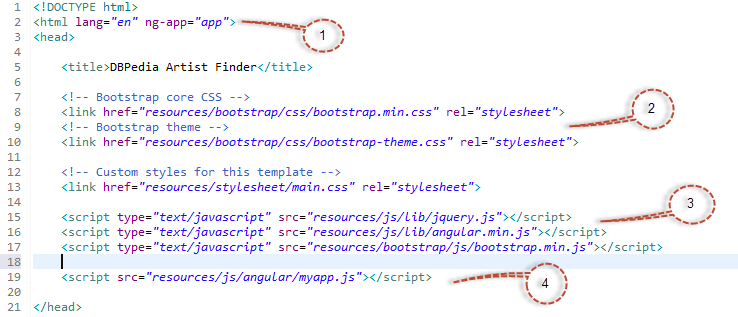 1 <!DOCTYPE html>
2 <html lang="en" ng-app="app"> 1
3 <head>
4
5 <title>DBPedia Artist Finder</title>
6
7 <!-- Bootstrap core CSS -->
8 <link href="resources/bootstrap/css/bootstrap.min.css" rel="stylesheet"> 2
9 <!-- Bootstrap theme -->
10 <link href="resources/bootstrap/css/bootstrap-theme.css" rel="stylesheet">
11
12 <!-- Custom styles for this template -->
13 <link href="resources/stylesheet/main.css" rel="stylesheet">
14
15 <script type="text/javascript" src="resources/js/lib/jquery.js"></script> 3
16 <script type="text/javascript" src="resources/js/lib/angular.min.js"></script>
17 <script type="text/javascript" src="resources/bootstrap/js/bootstrap.min.js"></script>
18
19 <script src="resources/js/angular/myapp.js"></script> 4
20
21 </head>